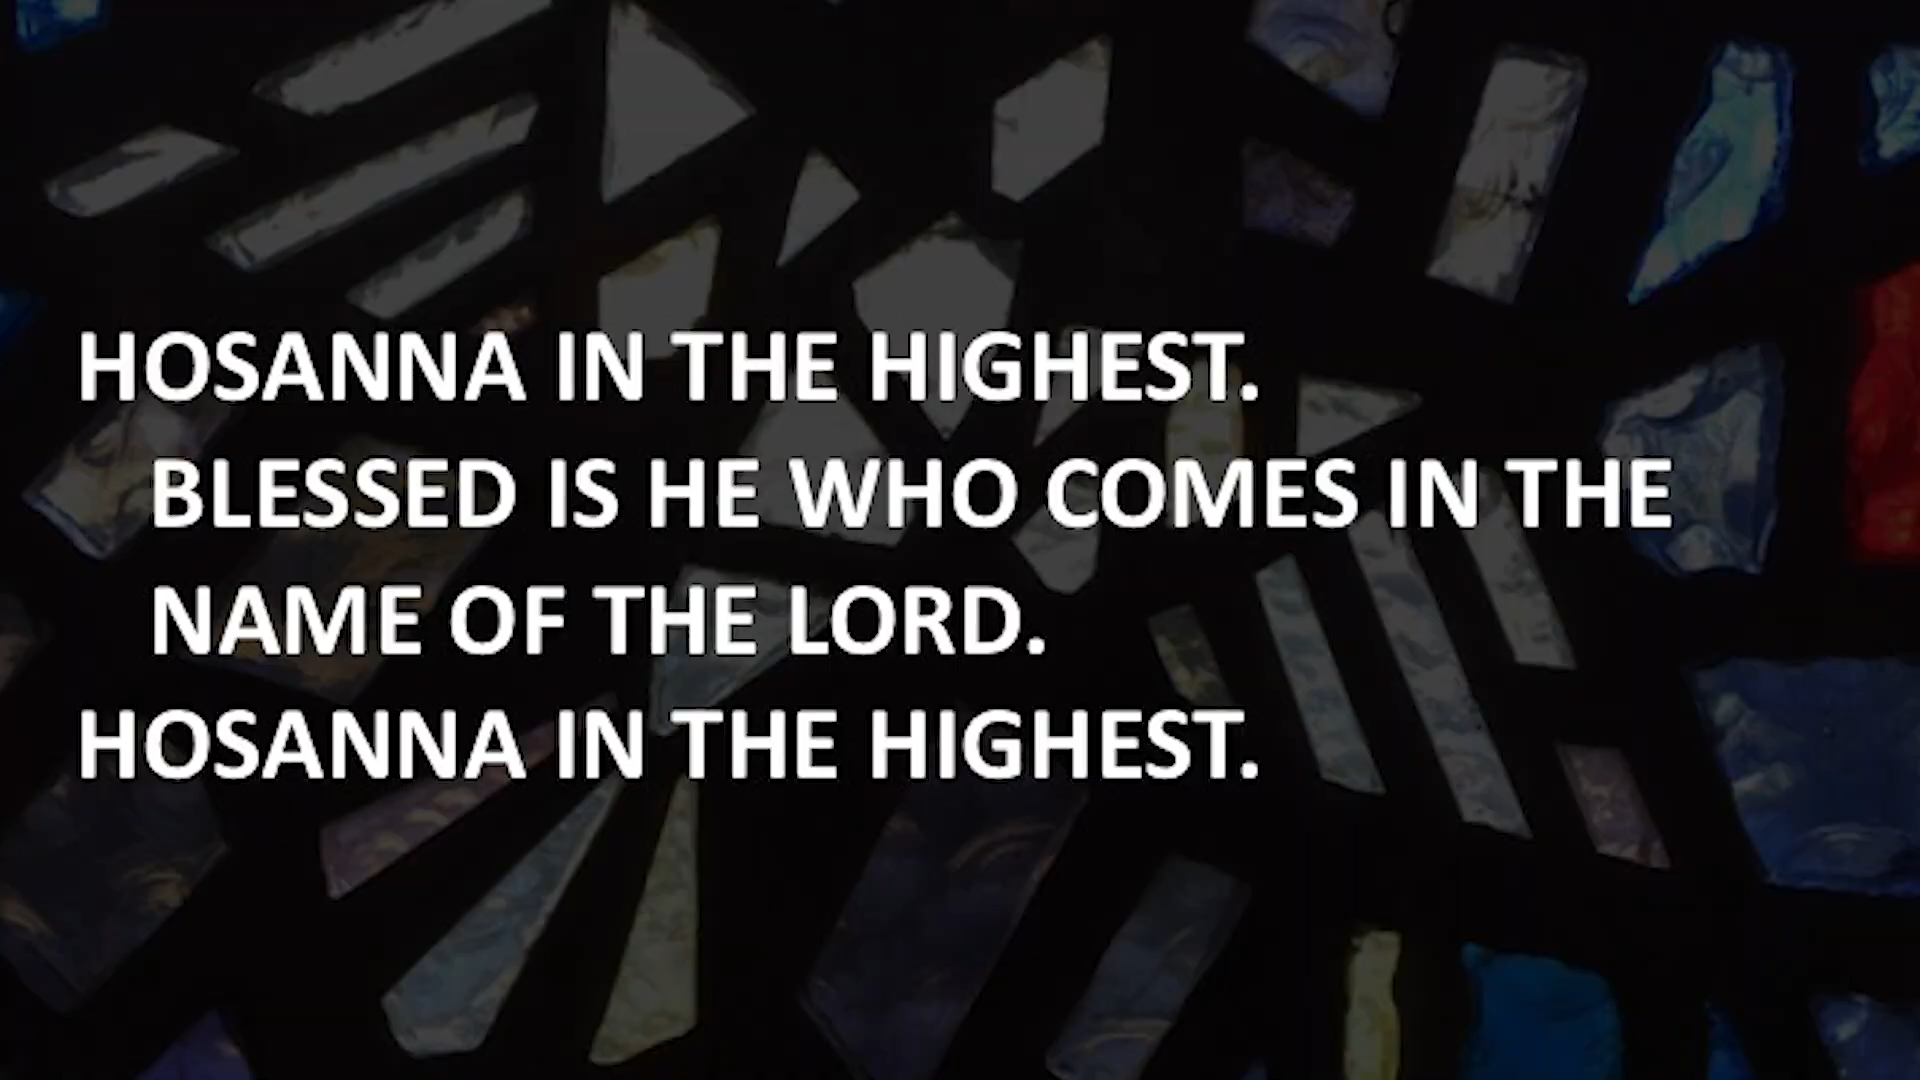 HOSANNA IN THE HIGHEST.
BLESSED IS HE WHO COMES IN THE
NAME OF THE LORD.
HOSANNA IN THE HIGHEST.